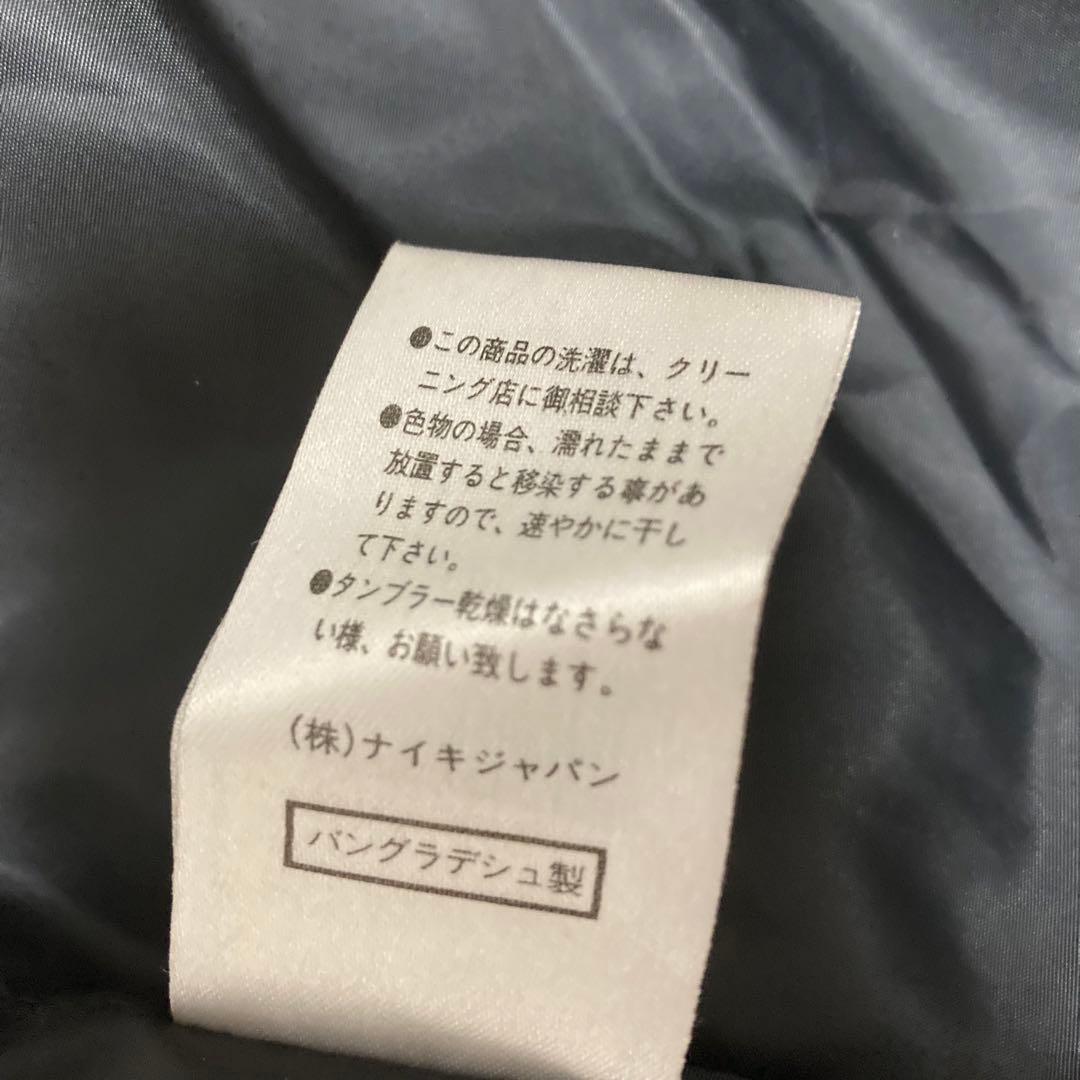 ●この商品の洗濯は、クリー
ニング店に御相談下さい。
●色物の場合、濡れたままで
放置すると移染する事があ
りますので、速やかに干し
て下さい。
●タンブラー乾燥はなさらな
い様、お願い致します。
(株)ナイキジャパン
バングラデシュ製